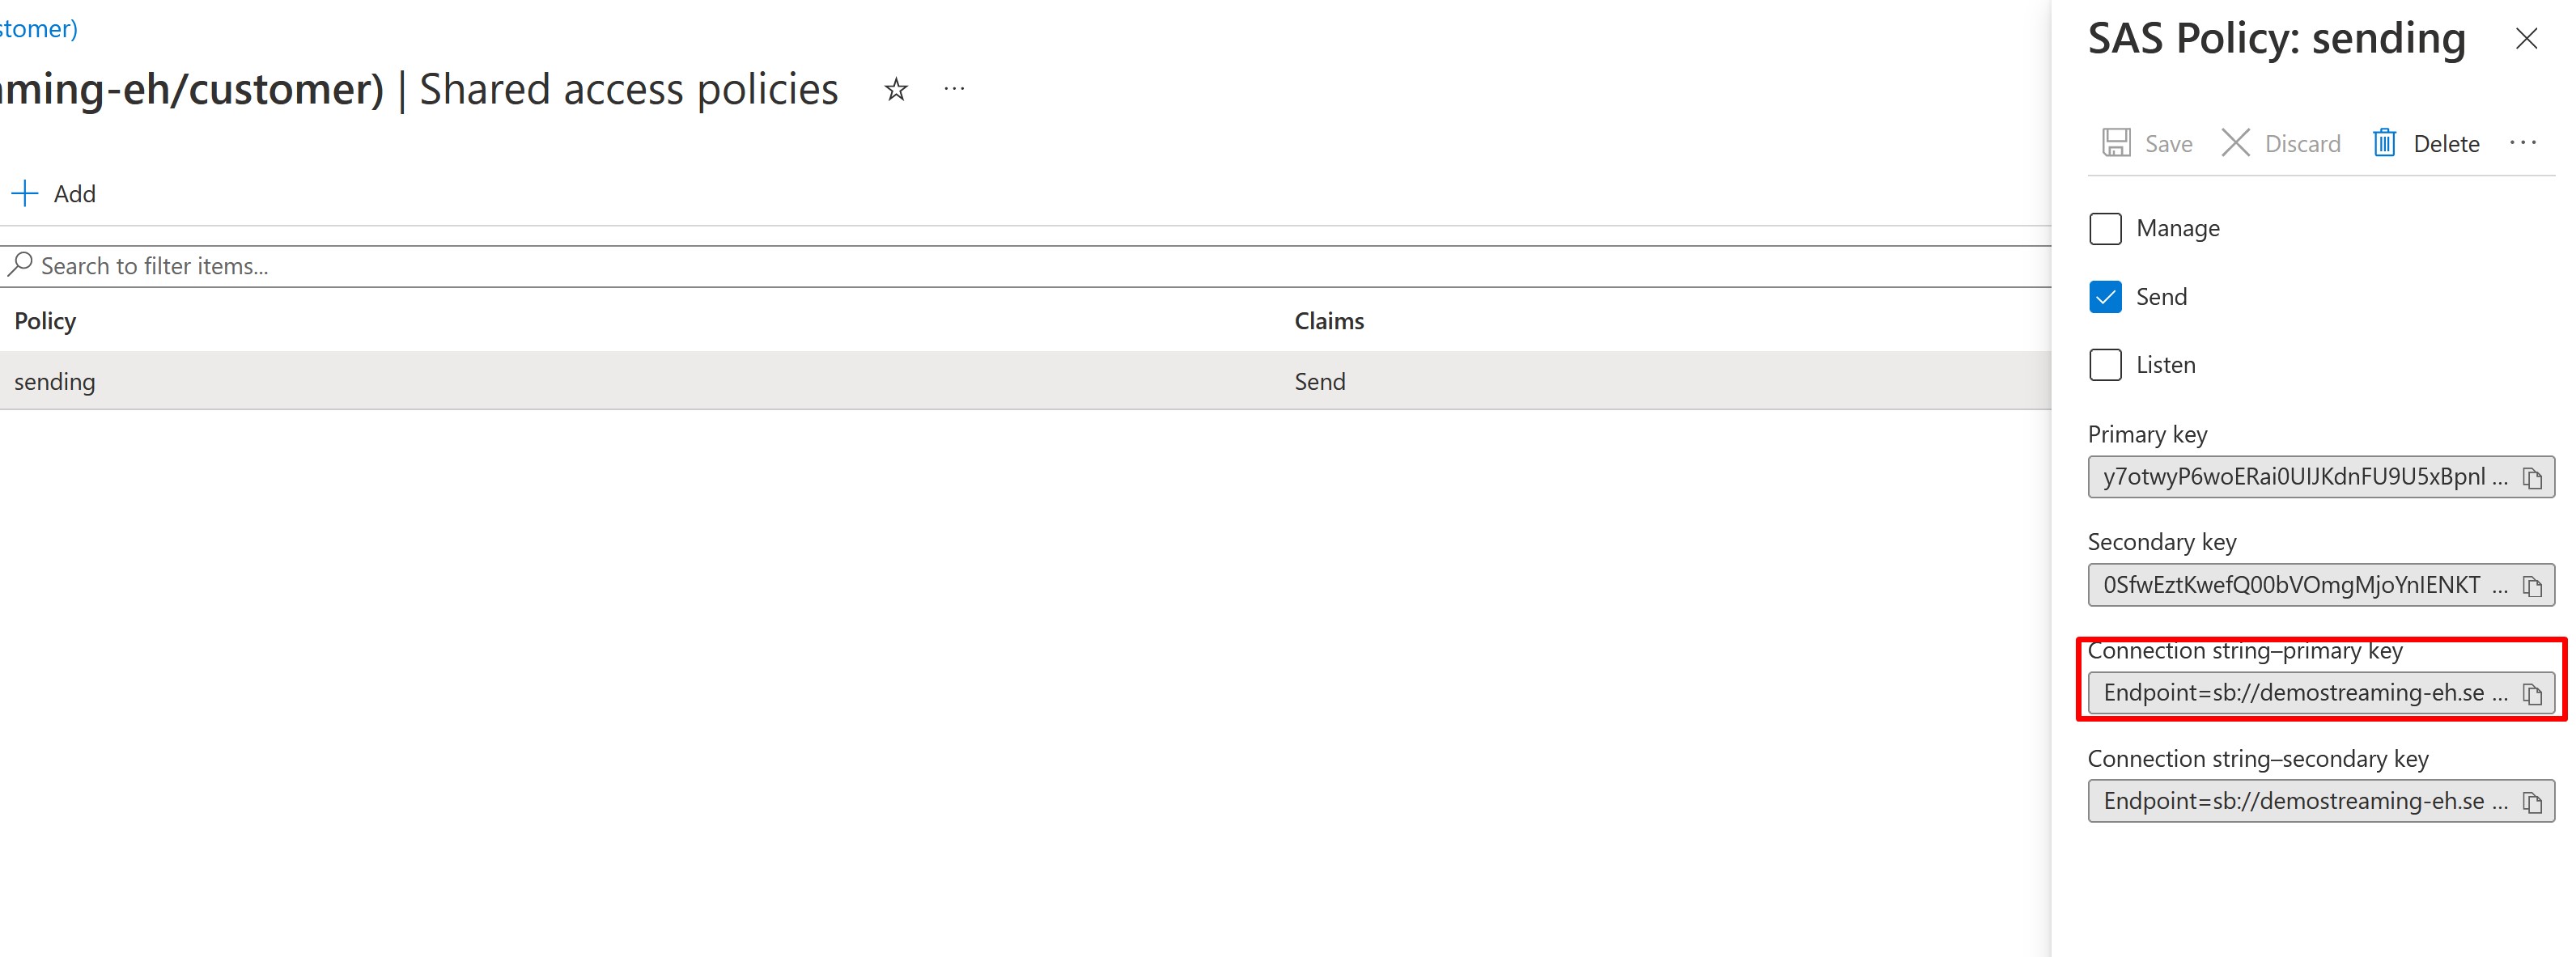 stomer)
ming-eh/customer) | Shared access policies ...
Add
Search to filter items...
Policy Claims
sending Send
SAS Policy: sending
Save Discard Delete ...
Manage
Send
Listen
Primary key
y7otwyP6woERai0UIJKdnFU9U5xBpnl ...
Secondary key
0SfwEztKwefQ00bVOmgMjoYnIENKT ...
Connection string–primary key
Endpoint=sb://demostreaming-eh.se ...
Connection string–secondary key
Endpoint=sb://demostreaming-eh.se ...